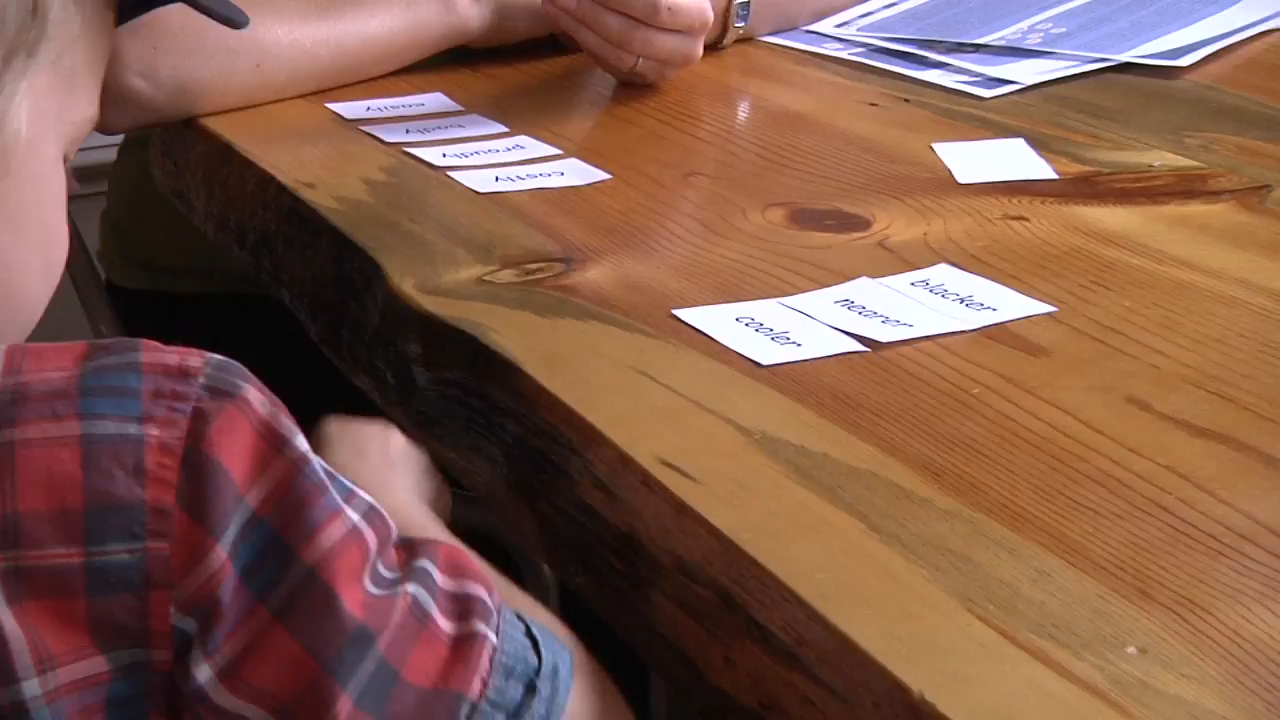 easily
badly
proudly
costly
blacker
nearer
cooler